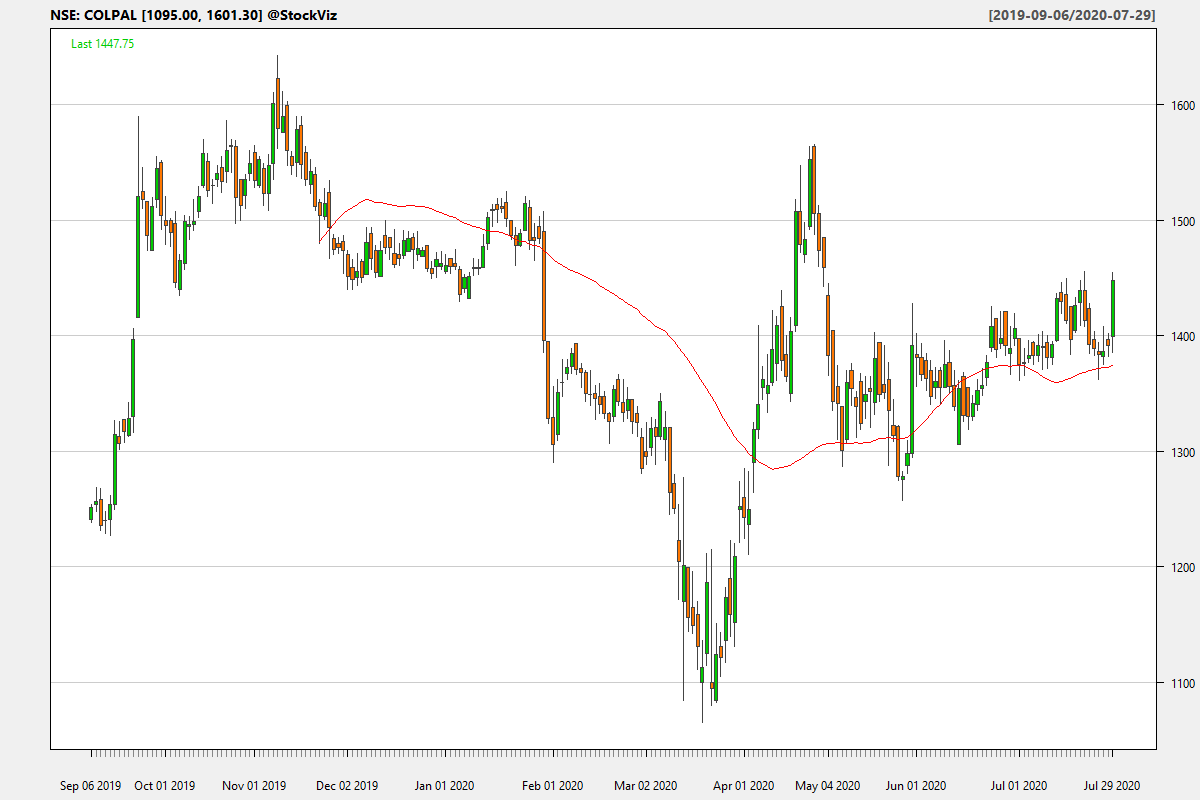 NSE: COLPAL [1095.00, 1601.30] @StockViz [2019-09-06/2020-07-29]
Last 1447.75
1600
1500
1400
1300
1200
1100
Sep 06 2019 Oct 01 2019 Nov 01 2019 Dec 02 2019 Jan 01 2020 Feb 01 2020 Mar 02 2020 Apr 01 2020 May 04 2020 Jun 01 2020 Jul 01 2020 Jul 29 2020